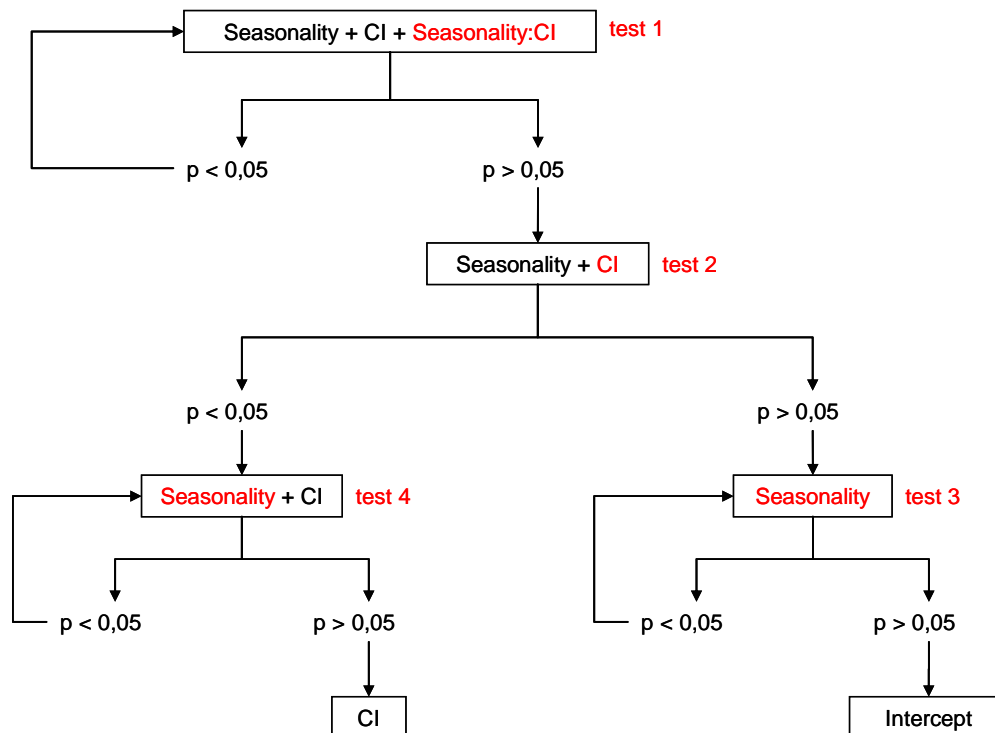 Seasonality + CI + Seasonality:CI test 1
p < 0,05 p > 0,05
Seasonality + CI test 2
p < 0,05 p > 0,05
Seasonality + CI test 4 Seasonality test 3
p < 0,05 p > 0,05 p < 0,05 p > 0,05
CI Intercept